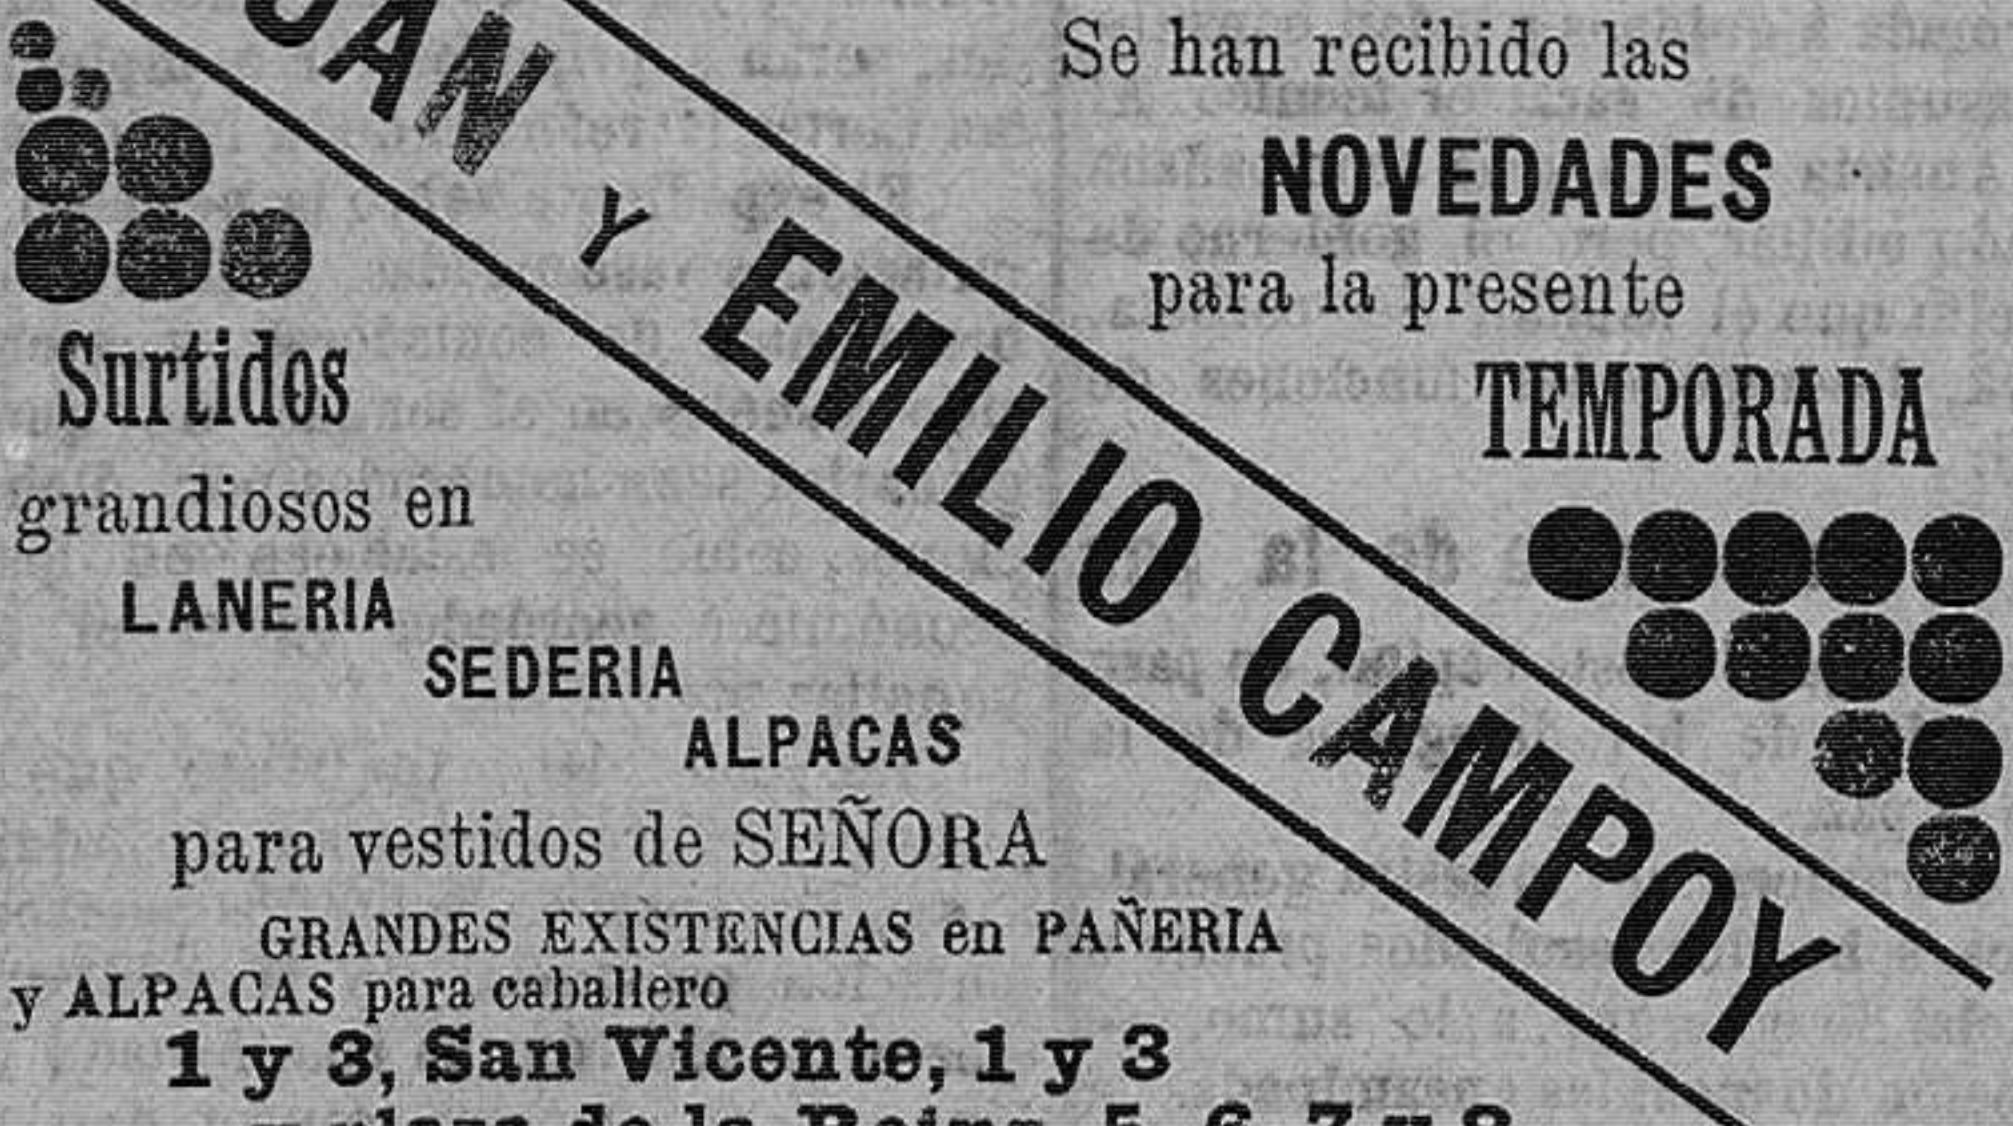 Y EMILIO CAMPOY
Se han recibido las
NOVEDADES
para la presente
TEMPORADA
Surtidos
grandiosos en
LANERIA
SEDERIA
ALPACAS
para vestidos de SEÑORA
GRANDES EXISTENCIAS en PAÑERIA
y ALPACAS para caballero
1 y 3, San Vicente, 1 y 3